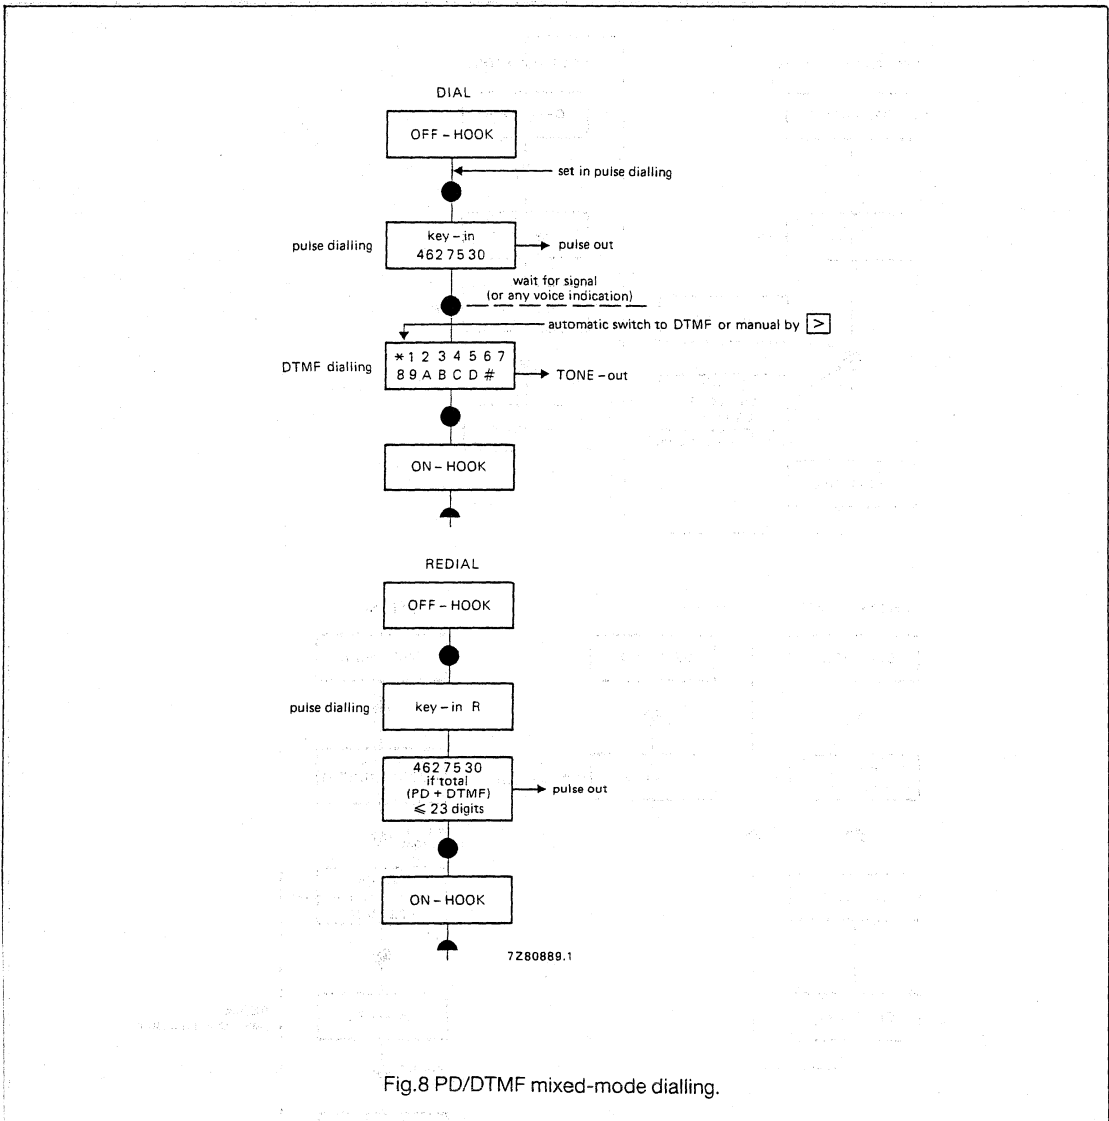 DIAL
OFF – HOOK
set in pulse dialling
pulse dialling
key – in
4627530
pulse out
wait for signal
(or any voice indication)
automatic switch to DTMF or manual by >
DTMF dialling
* 1 2 3 4 5 6 7
8 9 A B C D #
TONE – out
ON – HOOK
REDIAL
OFF – HOOK
pulse dialling
key – in R
4627530
if total
(PD + DTMF)
⩽ 23 digits
pulse out
ON – HOOK
7Z80889.1
Fig.8 PD/DTMF mixed-mode dialling.